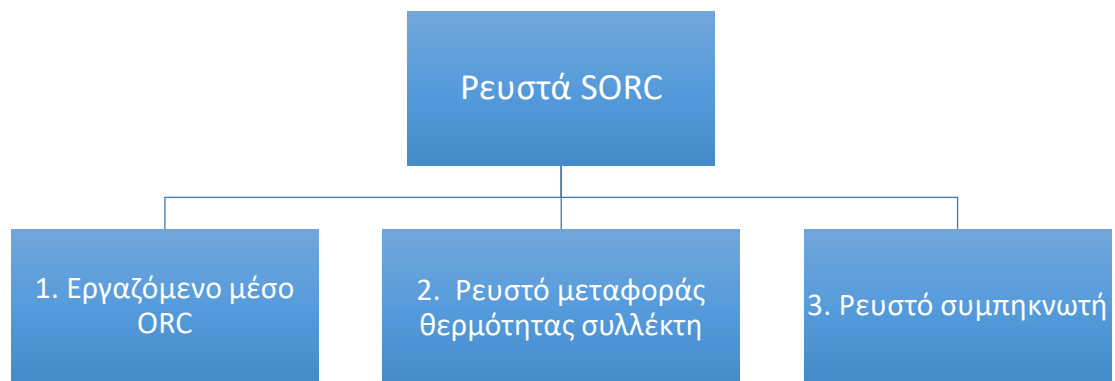 Ρευστά SORC
1. Εργαζόμενο μέσο
ORC
2. Ρευστό μεταφοράς
θερμότητας συλλέκτη
3. Ρευστό συμπηκνωτή